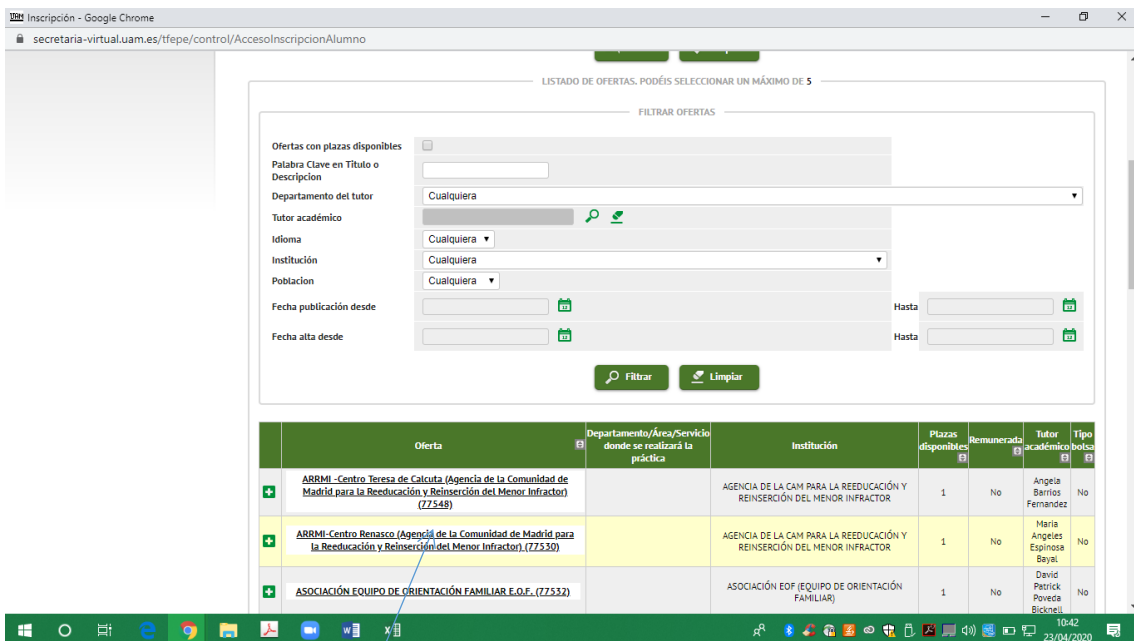 Inscripción - Google Chrome
secretaria-virtual.uam.es/tfepe/control/AccesoInscripcionAlumno
LISTADO DE OFERTAS. PODÉIS SELECCIONAR UN MÁXIMO DE 5
FILTRAR OFERTAS
Ofertas con plazas disponibles
Palabra Clave en Titulo o
Descripcion
Departamento del tutor Cualquiera
Tutor académico
Idioma Cualquiera
Institución Cualquiera
Poblacion Cualquiera
Fecha publicación desde Hasta
Fecha alta desde Hasta
Filtrar Limpiar
Oferta
Departamento/Área/Servicio
donde se realizará la
práctica
Institución
Plazas
disponibles
Remunerada
Tutor
académico
Tipo
bolsa
ARRMI -Centro Teresa de Calcuta (Agencia de la Comunidad de
Madrid para la Reeducación y Reinserción del Menor Infractor)
(77548)
AGENCIA DE LA CAM PARA LA REEDUCACIÓN Y
REINSERCIÓN DEL MENOR INFRACTOR
1
No
Angela
Barrios
Fernandez
No
ARRMI-Centro Renasco (Agencia de la Comunidad de Madrid para
la Reeducación y Reinserción del Menor Infractor) (77530)
AGENCIA DE LA CAM PARA LA REEDUCACIÓN Y
REINSERCIÓN DEL MENOR INFRACTOR
1
No
Maria
Angeles
Espinosa
Bayal
No
ASOCIACIÓN EQUIPO DE ORIENTACIÓN FAMILIAR E.O.F. (77532)
ASOCIACIÓN EOF (EQUIPO DE ORIENTACIÓN
FAMILIAR)
1
No
David
Patrick
Poveda
Bicknell
No
10:42
23/04/2020